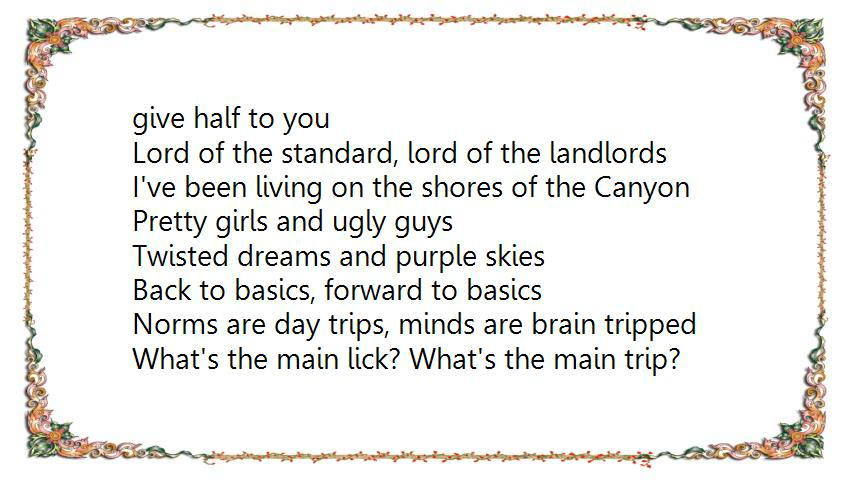 give half to you
Lord of the standard, lord of the landlords
I've been living on the shores of the Canyon
Pretty girls and ugly guys
Twisted dreams and purple skies
Back to basics, forward to basics
Norms are day trips, minds are brain tripped
What's the main lick? What's the main trip?